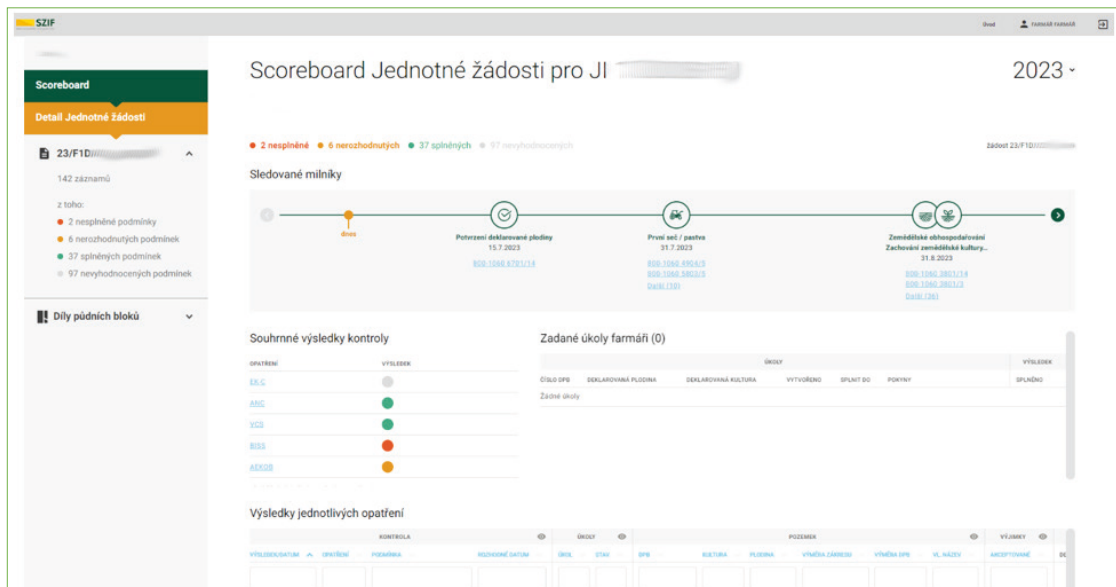 SZIF
Úvod
Scoreboard
Detail Jednotné žádosti
23/F1D
142 záznamů
z toho:
2 nesplněné podmínky
6 nerozhodnutých podmínek
37 splněných podmínek
97 nevyhodnocených podmínek
Díly půdních bloků
Scoreboard Jednotné žádosti pro JI
2023
2 nesplněné 6 nerozhodnutých 37 splněných 97 nevyhodnocených
žádost 23/F1D
Sledované milníky
dnes
Potvrzení deklarované plodiny
15.7.2023
800-1060 8701/14
První seč / pastva
31.7.2023
800-1060 4904/5
800-1060 5803/5
Další (10)
Zemědělské obhospodařování
Zachování zemědělské kultury...
31.8.2023
800-1060 3801/14
800-1060 3801/3
Další (36)
Souhrnné výsledky kontroly
OPATŘENÍ VÝSLEDEK
EK-C
ANC
VCS
BISS
AEKOB
Zadané úkoly farmáři (0)
ÚKOLY VÝSLEDEK
ČÍSLO DPB DEKLAROVANÁ PLODINA DEKLAROVANÁ KULTURA VYTVOŘENO SPLNIT DO POKYNY SPLNĚNO
Žádné úkoly
Výsledky jednotlivých opatření
KONTROLA ÚKOLY POZEMEK VÝJIMKY
VÝSLEDEK/DATUM OPATŘENÍ PODMÍNKA ROZHODNÉ DATUM ÚKOL STAV DPB KULTURA PLODINA VÝMĚRA ZÁKRESU VÝMĚRA DPB VL. NÁZEV AKCEPTOVANÉ